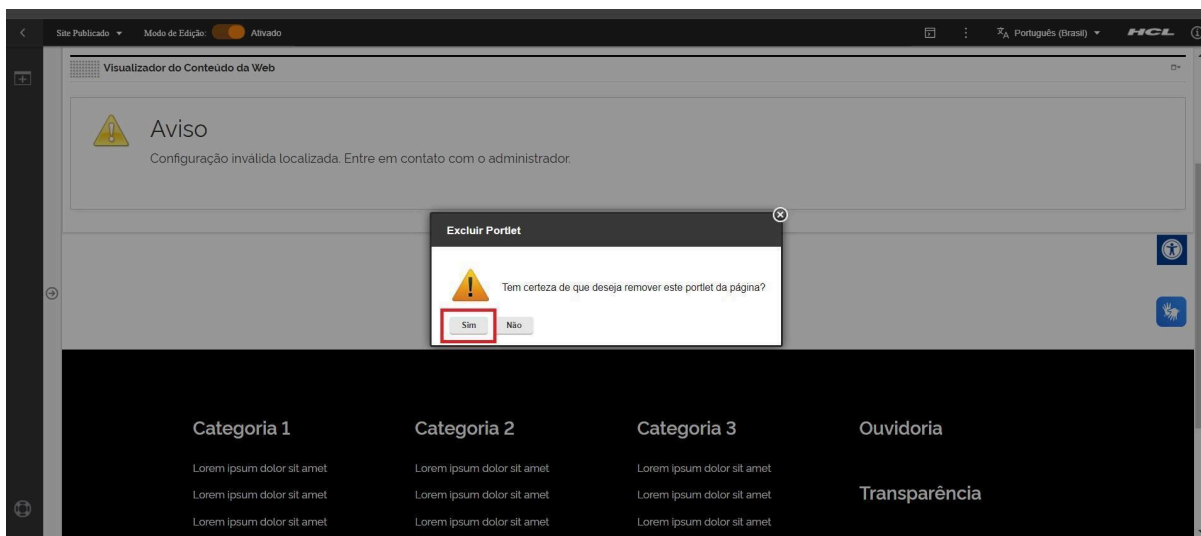 Site Publicado
Modo de Edição:
Ativado
Português (Brasil)
HCL
Visualizador do Conteúdo da Web
Aviso
Configuração inválida localizada. Entre em contato com o administrador.
Excluir Portlet
Tem certeza de que deseja remover este portlet da página?
Sim
Não
Categoria 1
Lorem ipsum dolor sit amet
Lorem ipsum dolor sit amet
Lorem ipsum dolor sit amet
Categoria 2
Lorem ipsum dolor sit amet
Lorem ipsum dolor sit amet
Lorem ipsum dolor sit amet
Categoria 3
Lorem ipsum dolor sit amet
Lorem ipsum dolor sit amet
Lorem ipsum dolor sit amet
Ouvidoria
Transparência